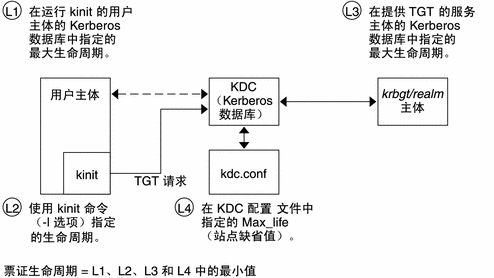 L1 在运行 kinit 的用户
主体的 Kerberos
数据库中指定的
最大生命周期。
L3 在提供 TGT 的服务
主体的 Kerberos
数据库中指定的
最大生命周期。
用户主体
KDC
（Kerberos
数据库）
krbgt/realm
主体
kinit
TGT 请求
kdc.conf
L2 使用 kinit 命令
(-l 选项）指定
的生命周期。
L4 在 KDC 配置 文件中
指定的 Max_life
（站点缺省值）。
票证生命周期 = L1、L2、L3 和 L4 中的最小值